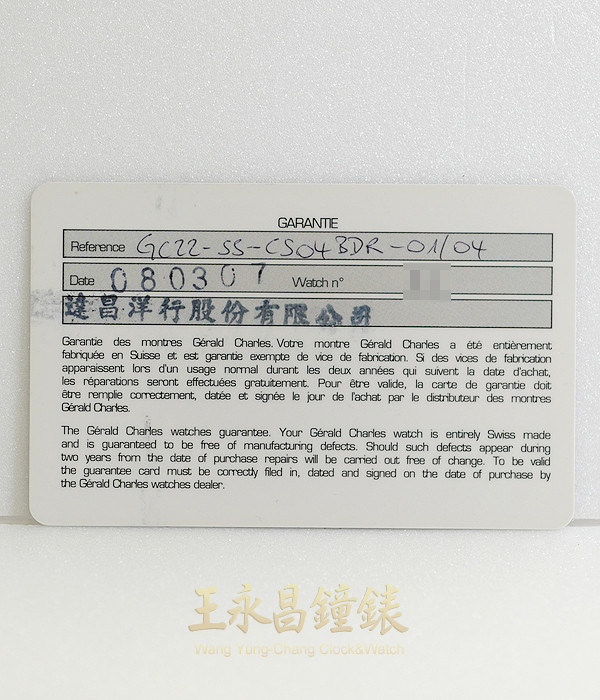 GARANTIE
Reference GC22-SS-CS04BDR-01/04
Date 080307 Watch n°
達昌洋行股份有限公司
Garantie des montres Gérald Charles. Votre montre Gérald Charles a été entièrement
fabriquée en Suisse et est garantie exempte de vice de fabrication. Si des vices de fabrication
apparaissent lors d'un usage normal durant les deux années qui suivent la date d'achat,
les réparations seront effectuées gratuitement. Pour être valide, la carte de garantie doit
être remplie correctement, datée et signée le jour de l'achat par le distributeur des montres
Gérald Charles.
The Gérald Charles watches guarantee. Your Gérald Charles watch is entirely Swiss made
and is guaranteed to be free of manufacturing defects. Should such defects appear during
two years from the date of purchase repairs will be carried out free of change. To be valid
the guarantee card must be correctly filed in, dated and signed on the date of purchase by
the Gérald Charles watches dealer.
王永昌鐘錶
Wang Yung-Chang Clock&Watch